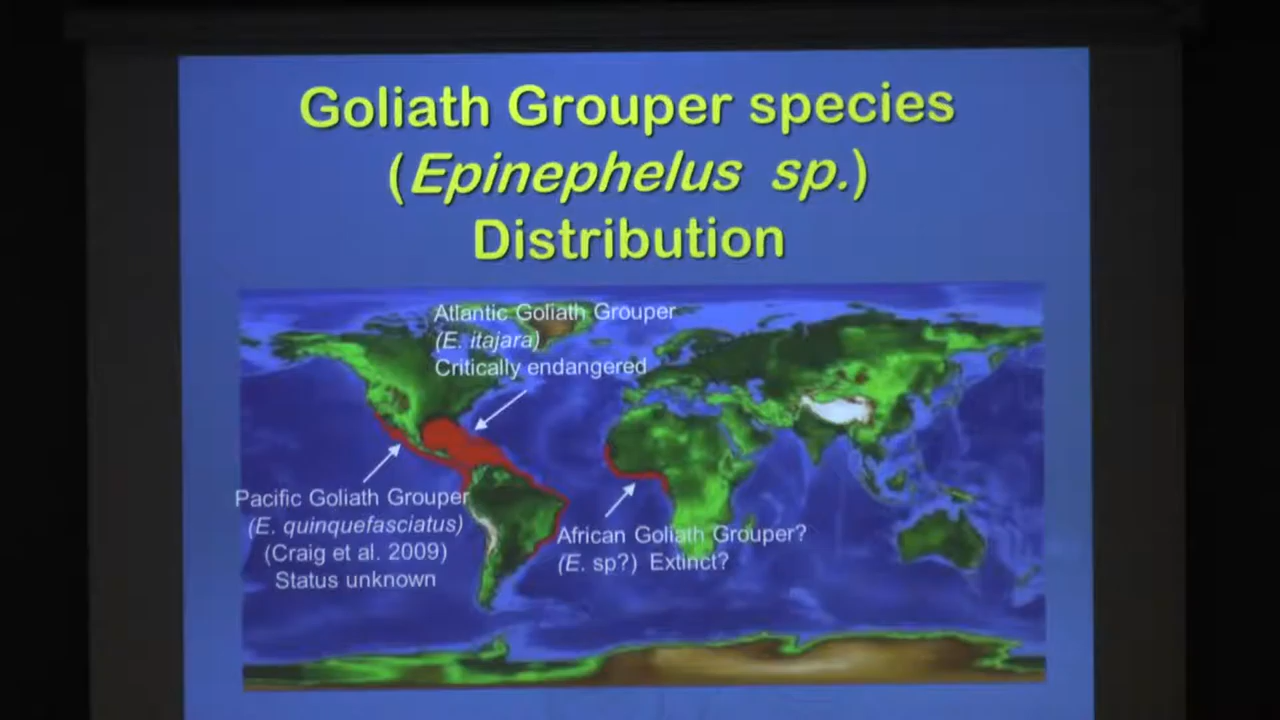 Goliath Grouper species
(Epinephelus sp.)
Distribution
Atlantic Goliath Grouper
(E. itajara)
Critically endangered
Pacific Goliath Grouper
(E. quinquefasciatus)
(Craig et al. 2009)
Status unknown
African Goliath Grouper?
(E. sp?) Extinct?